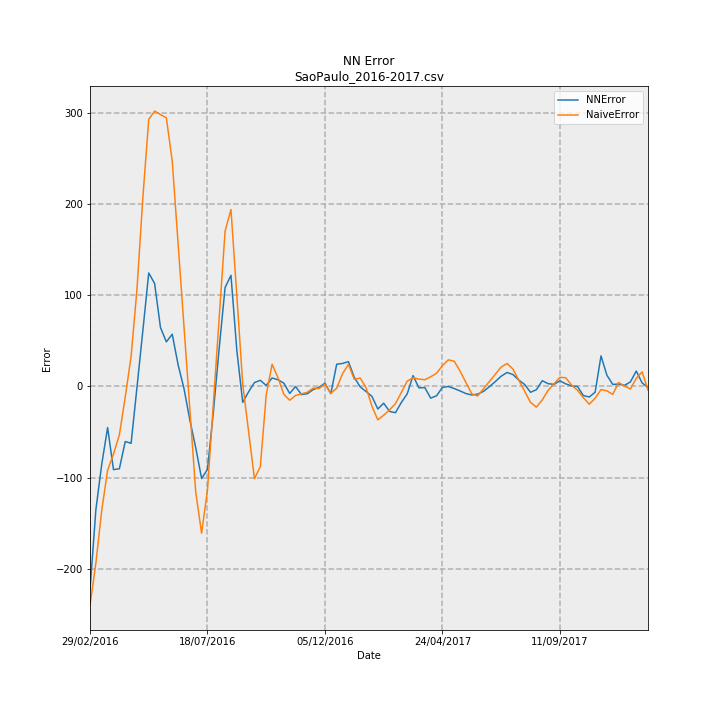 NN Error
SaoPaulo_2016-2017.csv
NNError
NaiveError
300
200
100
0
−100
−200
Error
29/02/2016
18/07/2016
05/12/2016
24/04/2017
11/09/2017
Date